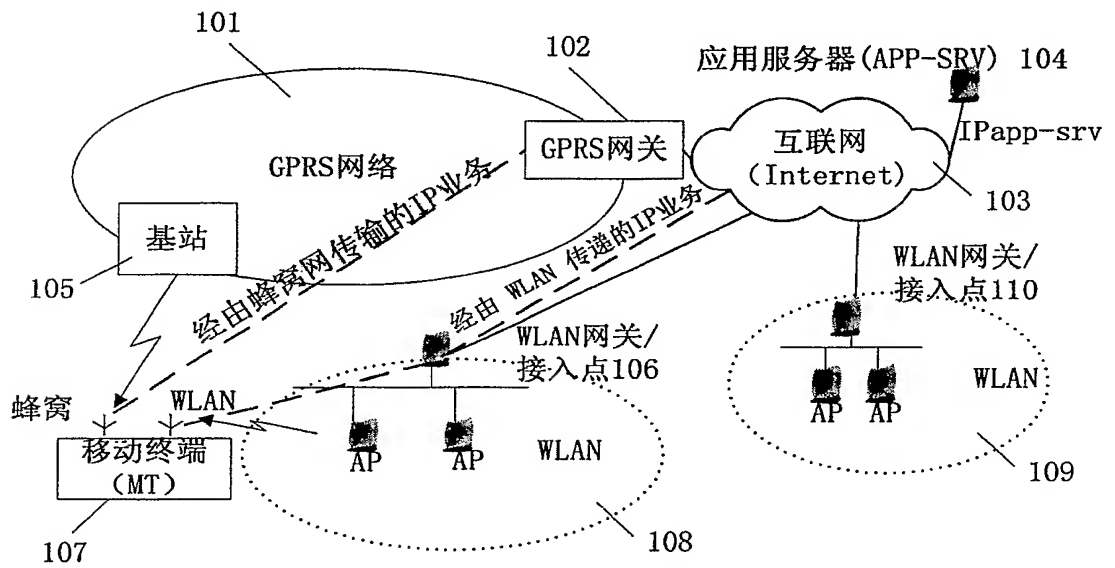 101
102
应用服务器(APP-SRV) 104
GPRS网关
互联网
(Internet)
IPapp-srv
GPRS网络
103
基站
105
经由蜂窝网传输的IP业务
经由 WLAN 传递的IP业务
WLAN网关/
接入点110
WLAN网关/
接入点106
WLAN
AP
AP
蜂窝
WLAN
移动终端
(MT)
AP
AP
WLAN
109
107
108